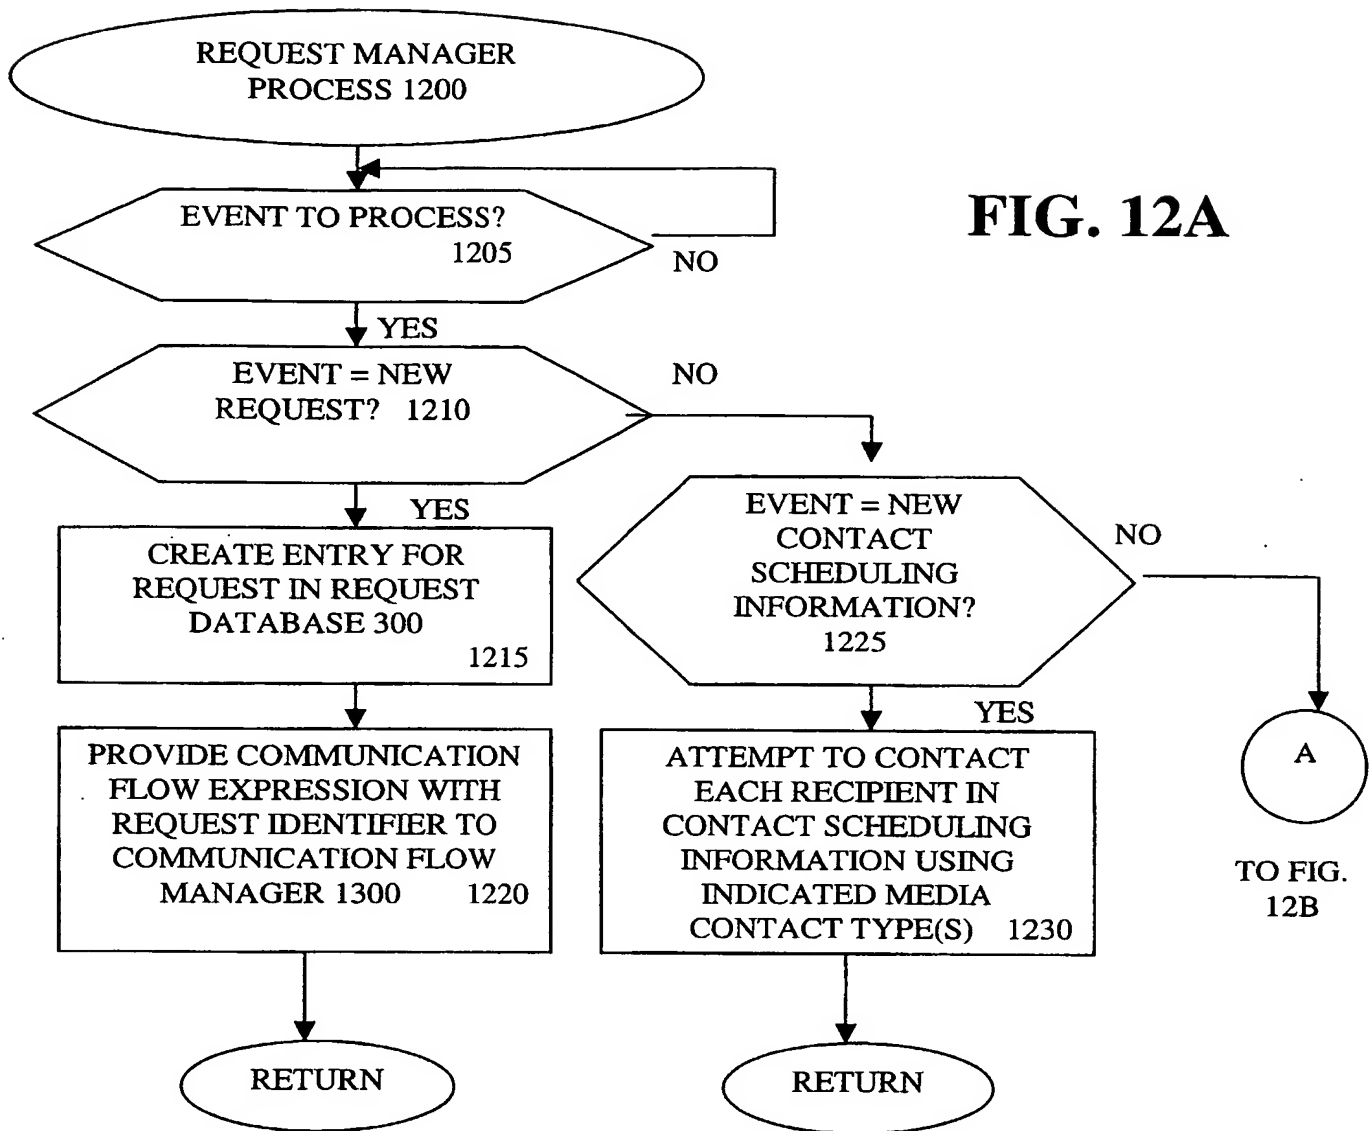 REQUEST MANAGER
PROCESS 1200
FIG. 12A
EVENT TO PROCESS?
1205
NO
YES
EVENT = NEW
REQUEST? 1210
NO
YES
CREATE ENTRY FOR
REQUEST IN REQUEST
DATABASE 300
1215
EVENT = NEW
CONTACT
SCHEDULING
INFORMATION?
1225
NO
YES
PROVIDE COMMUNICATION
FLOW EXPRESSION WITH
REQUEST IDENTIFIER TO
COMMUNICATION FLOW
MANAGER 1300 1220
ATTEMPT TO CONTACT
EACH RECIPIENT IN
CONTACT SCHEDULING
INFORMATION USING
INDICATED MEDIA
CONTACT TYPE(S) 1230
A
TO FIG.
12B
RETURN
RETURN